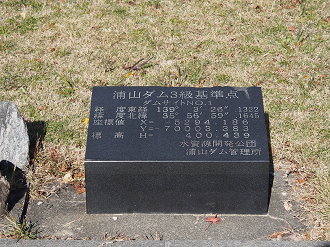 浦山ダム3級基準点
ダムサイトNO.1
経度東経 139° 3′ 26″ 1322
緯度北緯 35° 56′ 59″ 1645
座標値 X= -5294.186
Y= -70003.383
標高 H= 400.439
水資源開発公団
浦山ダム管理所